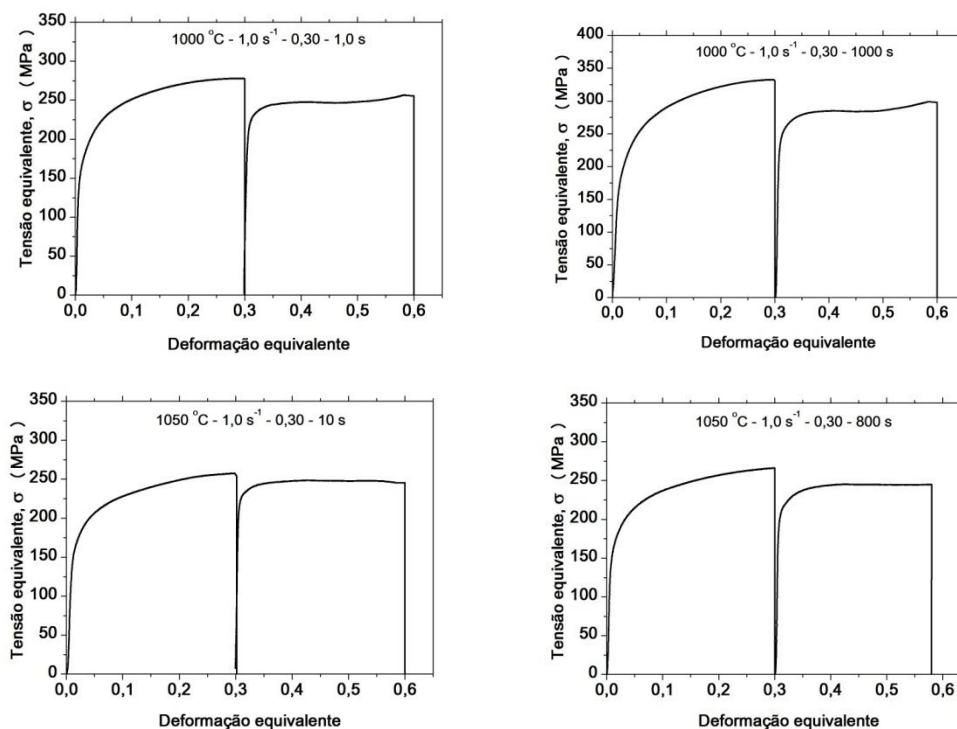 1000 °C - 1,0 s⁻¹ - 0,30 - 1,0 s
Tensão equivalente, σ ( MPa )
350
300
250
200
150
100
50
0
0,0 0,1 0,2 0,3 0,4 0,5 0,6
Deformação equivalente
1000 °C - 1,0 s⁻¹ - 0,30 - 1000 s
Tensão equivalente, σ ( MPa )
400
350
300
250
200
150
100
50
0
0,0 0,1 0,2 0,3 0,4 0,5 0,6
Deformação equivalente
1050 °C - 1,0 s⁻¹ - 0,30 - 10 s
Tensão equivalente, σ ( MPa )
350
300
250
200
150
100
50
0
0,0 0,1 0,2 0,3 0,4 0,5 0,6
Deformação equivalente
1050 °C - 1,0 s⁻¹ - 0,30 - 800 s
Tensão equivalente, σ ( MPa )
350
300
250
200
150
100
50
0
0,0 0,1 0,2 0,3 0,4 0,5 0,6
Deformação equivalente